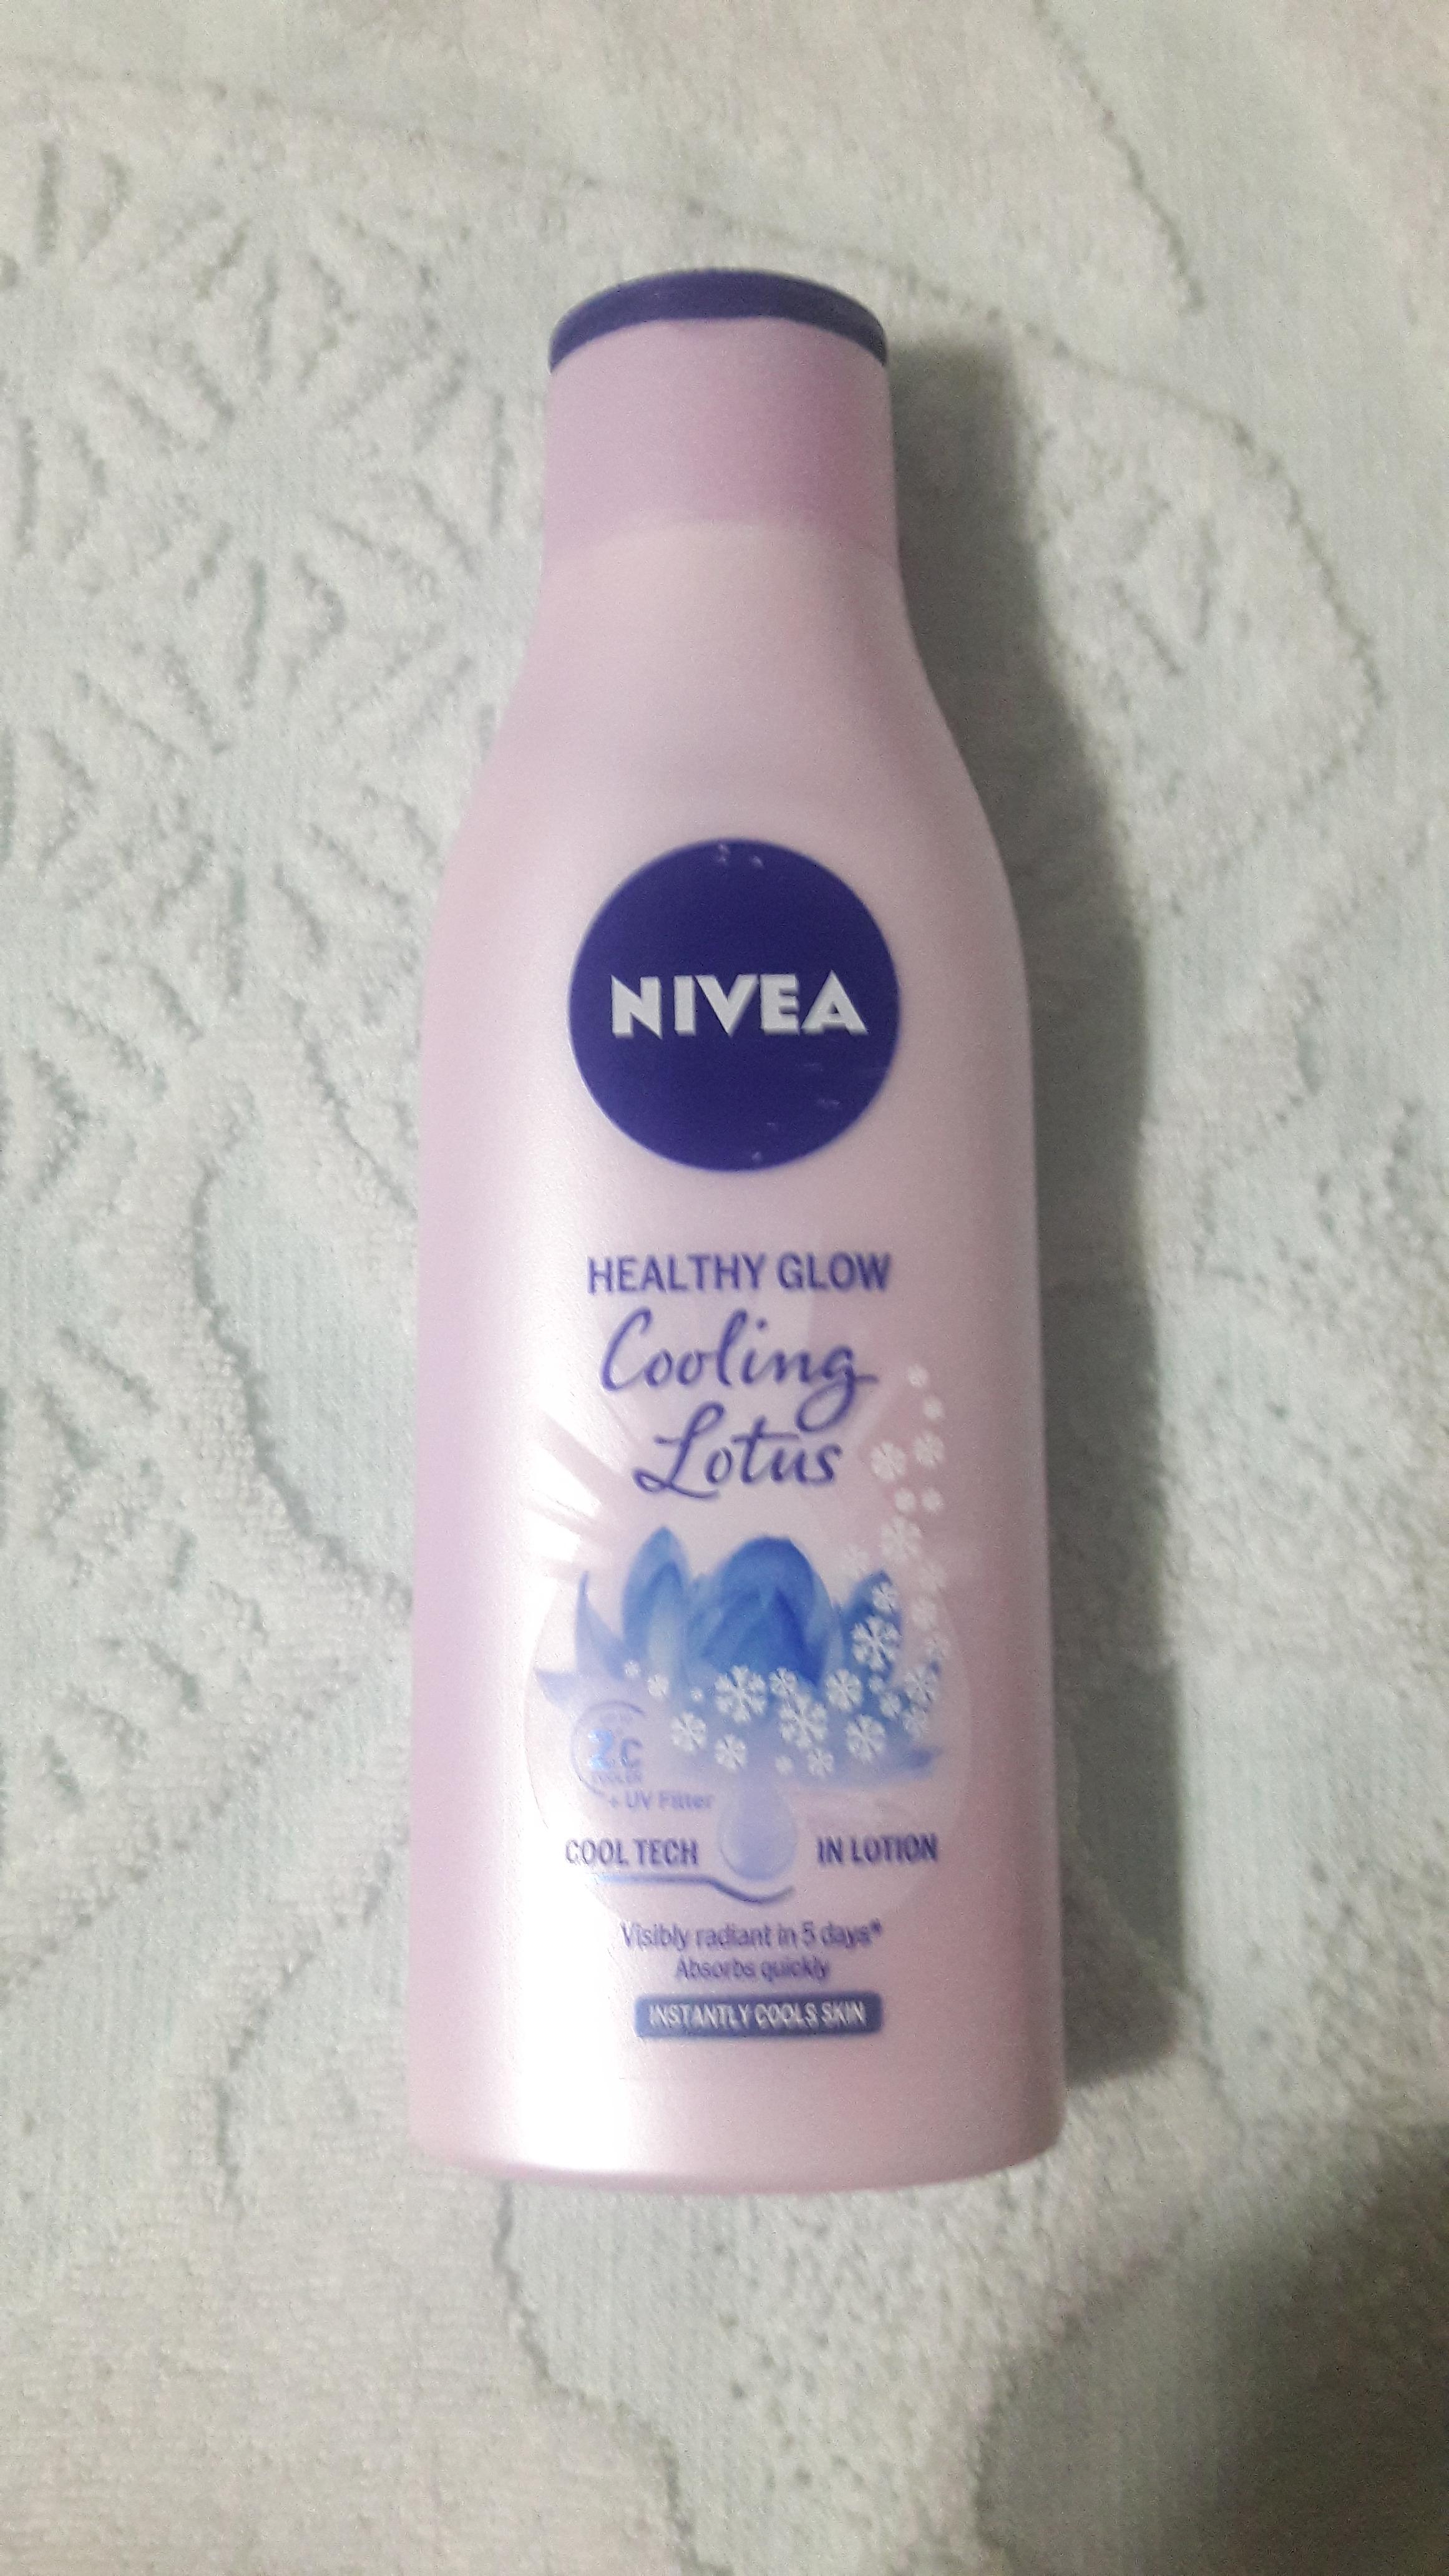 NIVEA
HEALTHY GLOW
Cooling
Lotus
2°C
COOLER
+ UV Filter
COOL TECH IN LOTION
Visibly radiant in 5 days*
Absorbs quickly
INSTANTLY COOLS SKIN